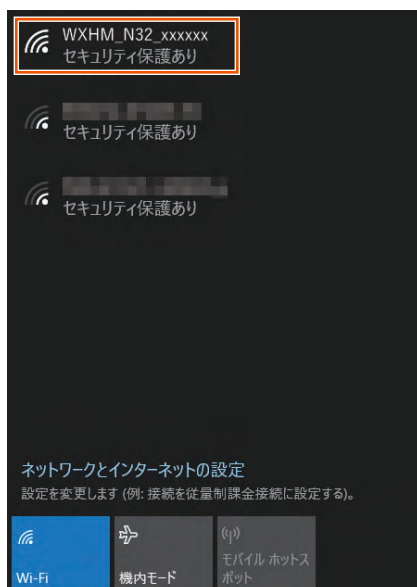 WXHM_N32_xxxxxx
セキュリティ保護あり
セキュリティ保護あり
セキュリティ保護あり
ネットワークとインターネットの設定
設定を変更します (例: 接続を従量制課金接続に設定する)。
Wi-Fi
機内モード
モバイル ホットス
ポット